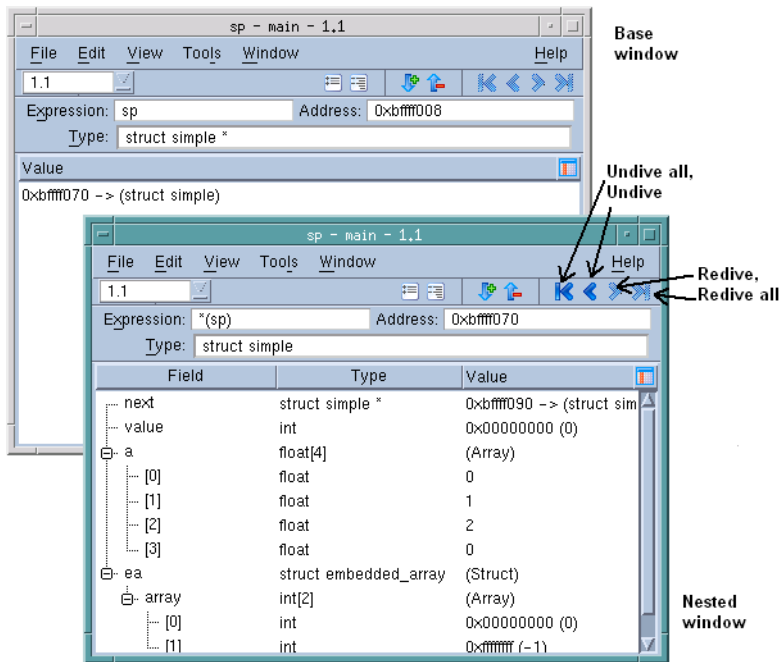 sp - main - 1.1
Base
window
File Edit View Tools Window Help
1.1
Expression: sp Address: 0xbffff008
Type: struct simple *
Value
0xbffff070 -> (struct simple)
Undive all,
Undive
sp - main - 1.1
File Edit View Tools Window Help
1.1
Redive,
Redive all
Expression: *(sp) Address: 0xbffff070
Type: struct simple
Field Type Value
next struct simple * 0xbffff090 -> (struct sim
value int 0x00000000 (0)
a float[4] (Array)
[0] float 0
[1] float 1
[2] float 2
[3] float 0
ea struct embedded_array (Struct)
array int[2] (Array)
[0] int 0x00000000 (0)
[1] int 0xffffffff (-1)
Nested
window